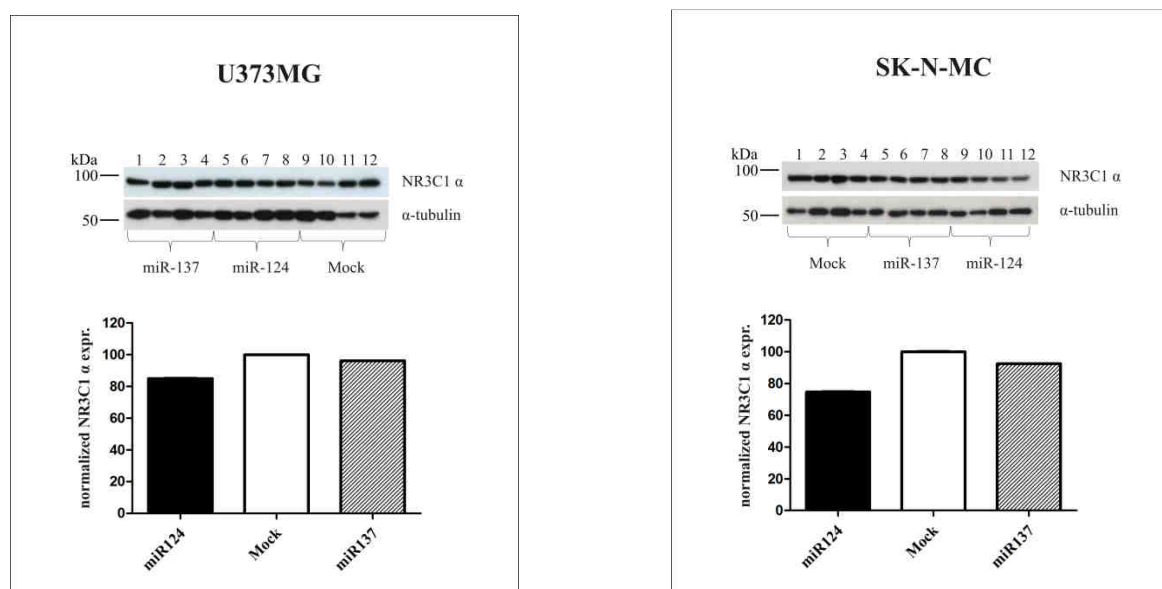 U373MG
kDa 1 2 3 4 5 6 7 8 9 10 11 12
100 NR3C1 α
50 α-tubulin
miR-137 miR-124 Mock
normalized NR3C1 α expr.
120
100
80
60
40
20
0
miR124 Mock miR137
SK-N-MC
kDa 1 2 3 4 5 6 7 8 9 10 11 12
100 NR3C1 α
50 α-tubulin
Mock miR-137 miR-124
normalized NR3C1 α expr.
120
100
80
60
40
20
0
miR124 Mock miR137